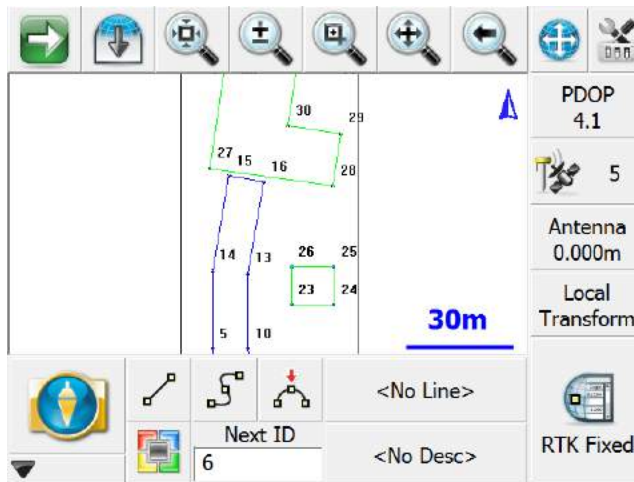 PDOP
4.1
5
Antenna
0.000m
Local
Transform
RTK Fixed
30
29
27
15
16
28
14
13
26
25
23
24
5
10
30m
<No Line>
Next ID
6
<No Desc>